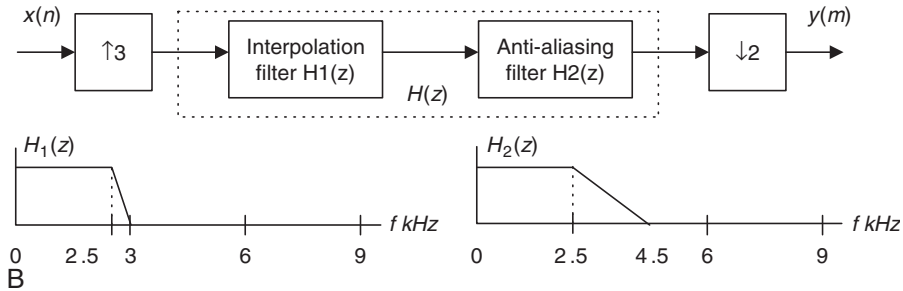 x(n)
y(m)
↑3
Interpolation
filter H1(z)
Anti-aliasing
filter H2(z)
↓2
H(z)
H₁(z)
H₂(z)
f kHz
f kHz
0 2.5 3 6 9
0 2.5 4.5 6 9
B